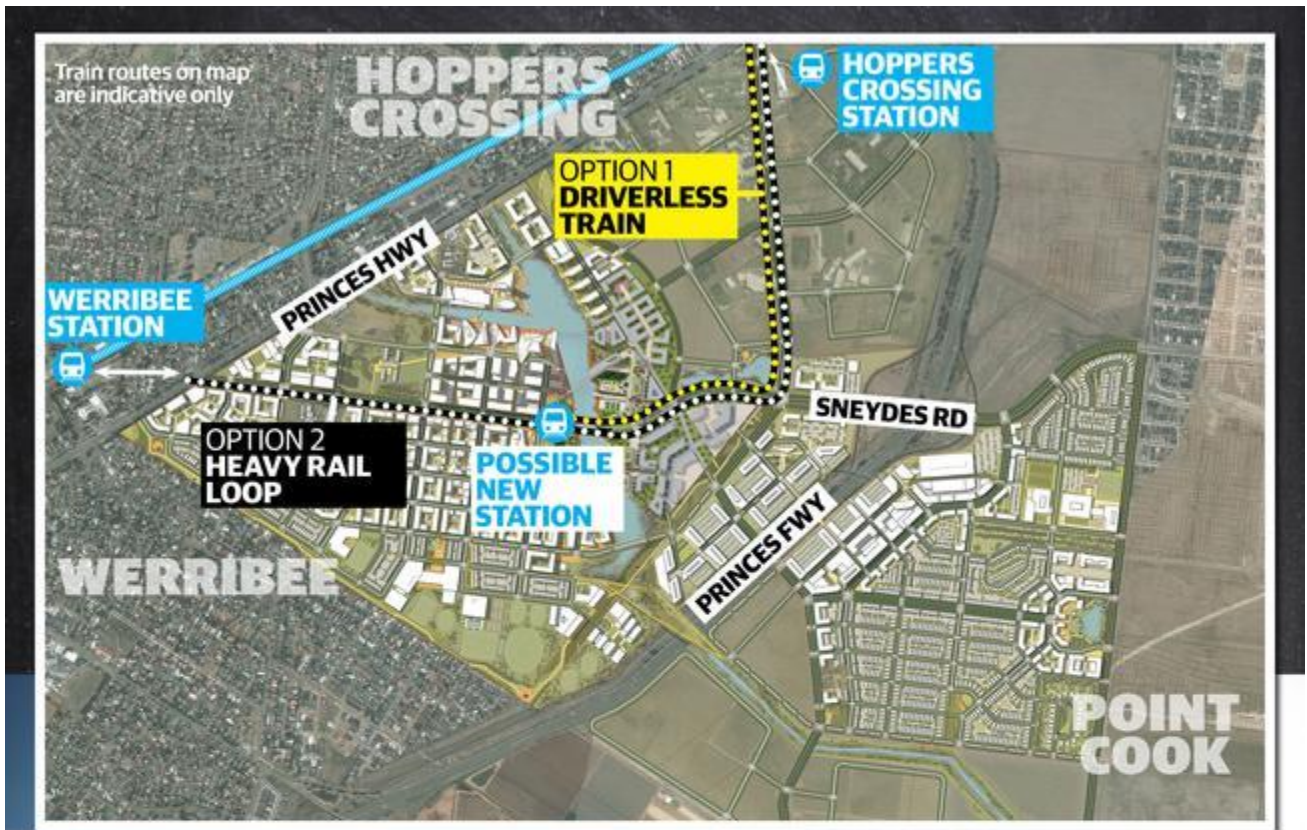 Train routes on map
are indicative only
HOPPERS
CROSSING
HOPPERS
CROSSING
STATION
OPTION 1
DRIVERLESS
TRAIN
PRINCES HWY
WERRIBEE
STATION
SNEYDES RD
OPTION 2
HEAVY RAIL
LOOP
POSSIBLE
NEW
STATION
PRINCES FWY
WERRIBEE
POINT
COOK